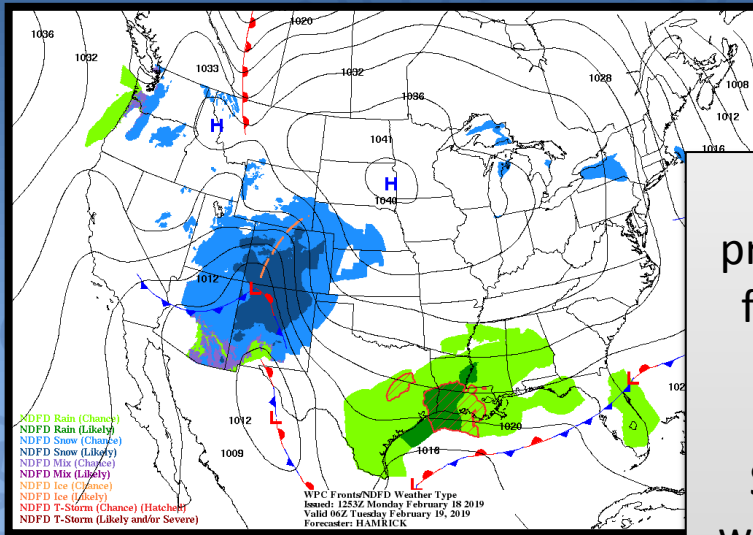 1036
1032
1033
1020
1032
1036
1028
1008
1012
1016
H
1041
H
1040
1012
L
L
1012
1009
L
L
1016
1020
102
NDFD Rain (Chance)
NDFD Rain (Likely)
NDFD Snow (Chance)
NDFD Snow (Likely)
NDFD Mix (Chance)
NDFD Mix (Likely)
NDFD Ice (Chance)
NDFD Ice (Likely)
NDFD T-Storm (Chance) (Hatched)
NDFD T-Storm (Likely and/or Severe)
WPC Fronts/NDFD Weather Type
Issued: 1253Z Monday February 18 2019
Valid 06Z Tuesday February 19, 2019
Forecaster: HAMRICK
pr
f
s
w